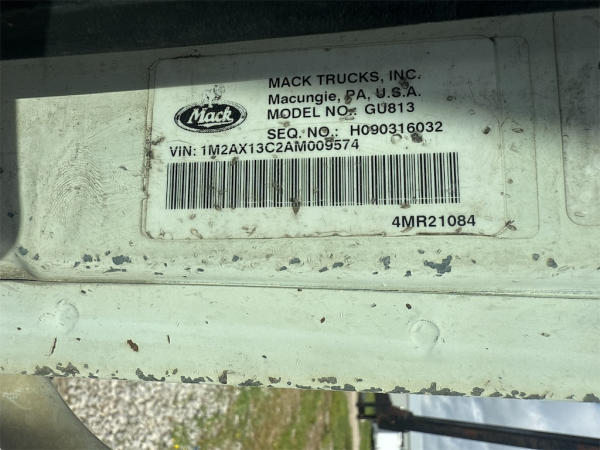 MACK TRUCKS, INC.
Macungie, PA, U.S.A.
MODEL NO.: GU813
Mack
SEQ. NO.: H090316032
VIN: 1M2AX13C2AM009574
4MR21084